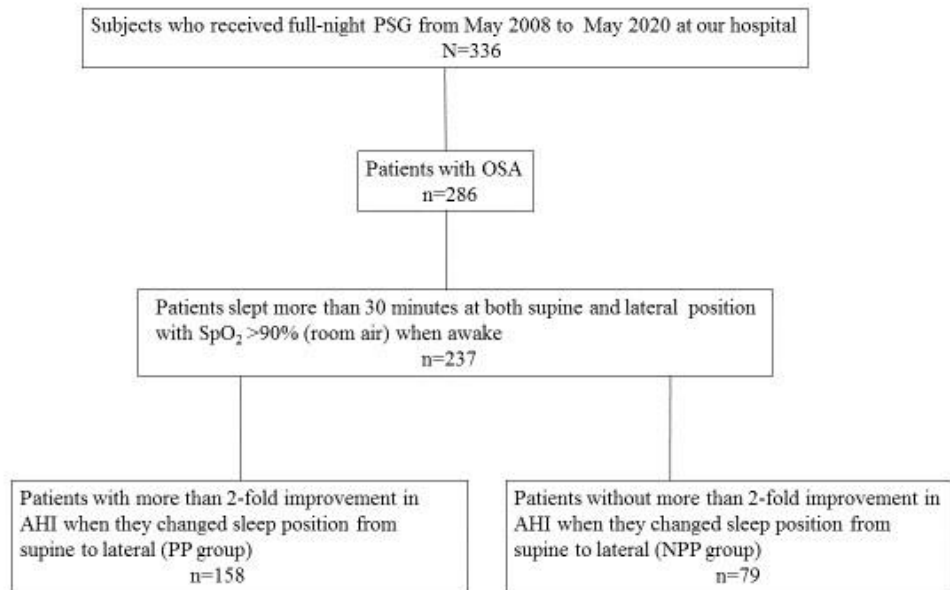 Subjects who received full-night PSG from May 2008 to May 2020 at our hospital
N=336
Patients with OSA
n=286
Patients slept more than 30 minutes at both supine and lateral position
with SpO₂ >90% (room air) when awake
n=237
Patients with more than 2-fold improvement in
AHI when they changed sleep position from
supine to lateral (PP group)
n=158
Patients without more than 2-fold improvement in
AHI when they changed sleep position from
supine to lateral (NPP group)
n=79